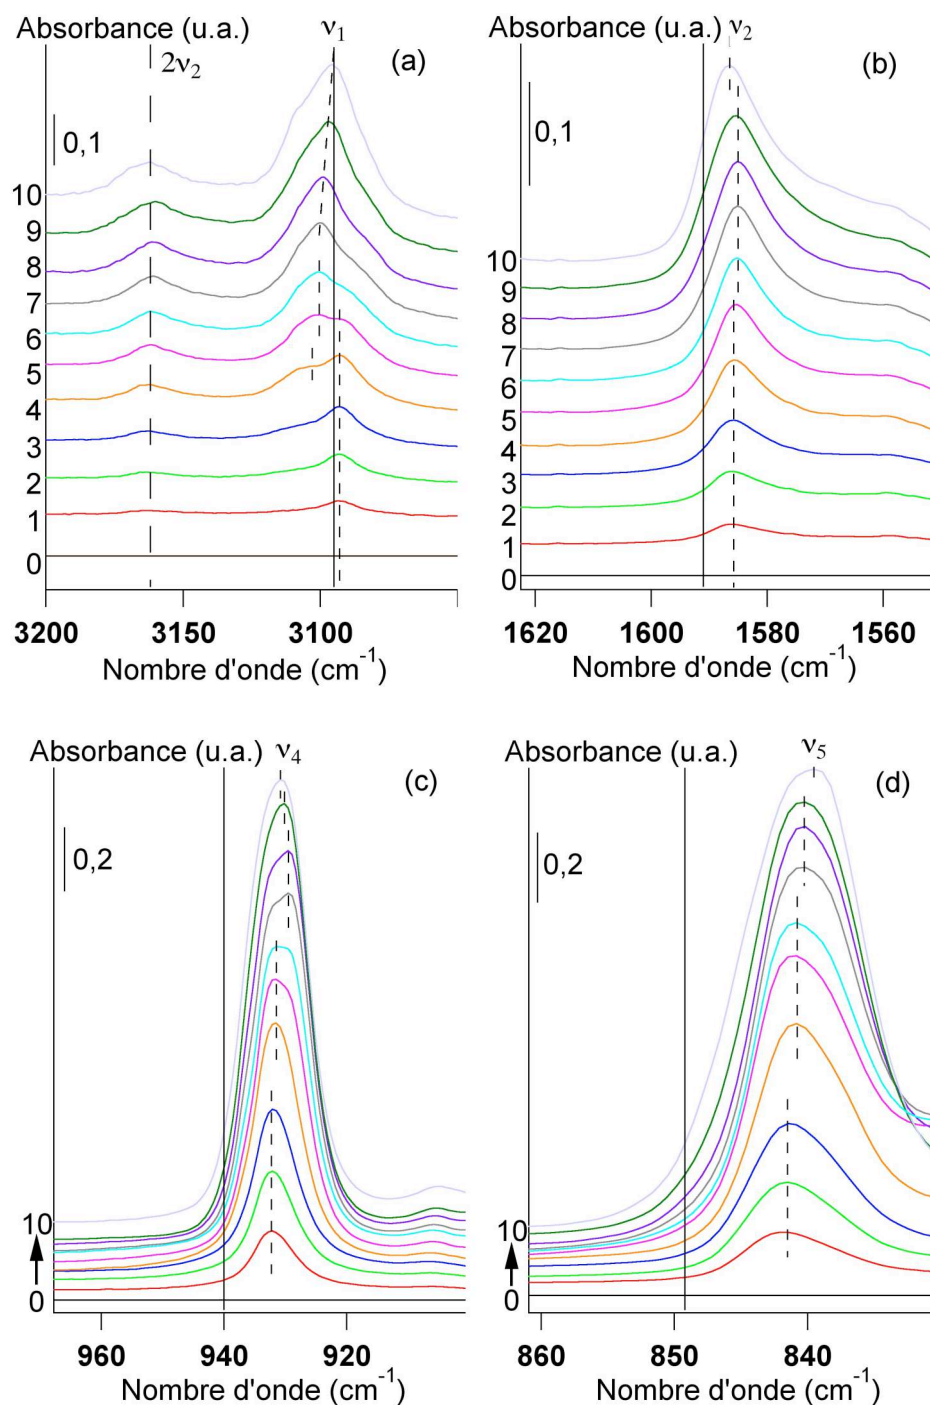 Absorbance (u.a.)
ν1
(a)
2ν2
0,1
10
9
8
7
6
5
4
3
2
1
0
3200
3150
3100
Nombre d'onde (cm-1)
Absorbance (u.a.)
ν2
(b)
0,1
10
9
8
7
6
5
4
3
2
1
0
1620
1600
1580
1560
Nombre d'onde (cm-1)
Absorbance (u.a.)
ν4
(c)
0,2
10
0
960
940
920
Nombre d'onde (cm-1)
Absorbance (u.a.)
ν5
(d)
0,2
10
0
860
850
840
Nombre d'onde (cm-1)